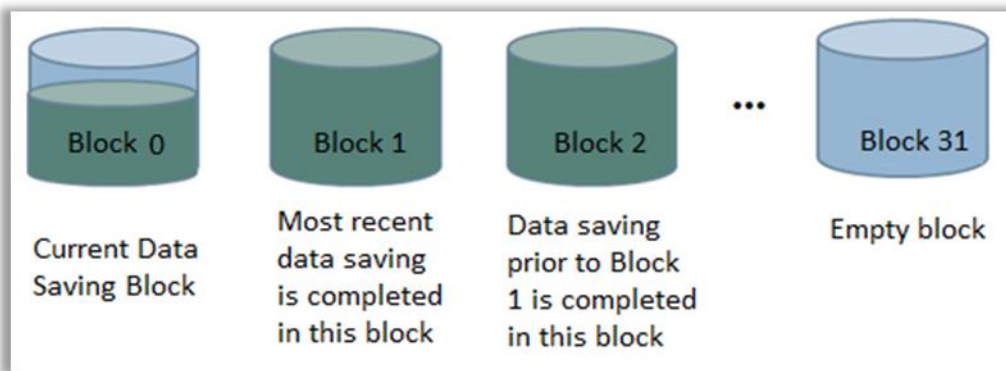 Block 0
Block 1
Block 2
...
Block 31
Current Data
Saving Block
Most recent
data saving
is completed
in this block
Data saving
prior to Block
1 is completed
in this block
Empty block